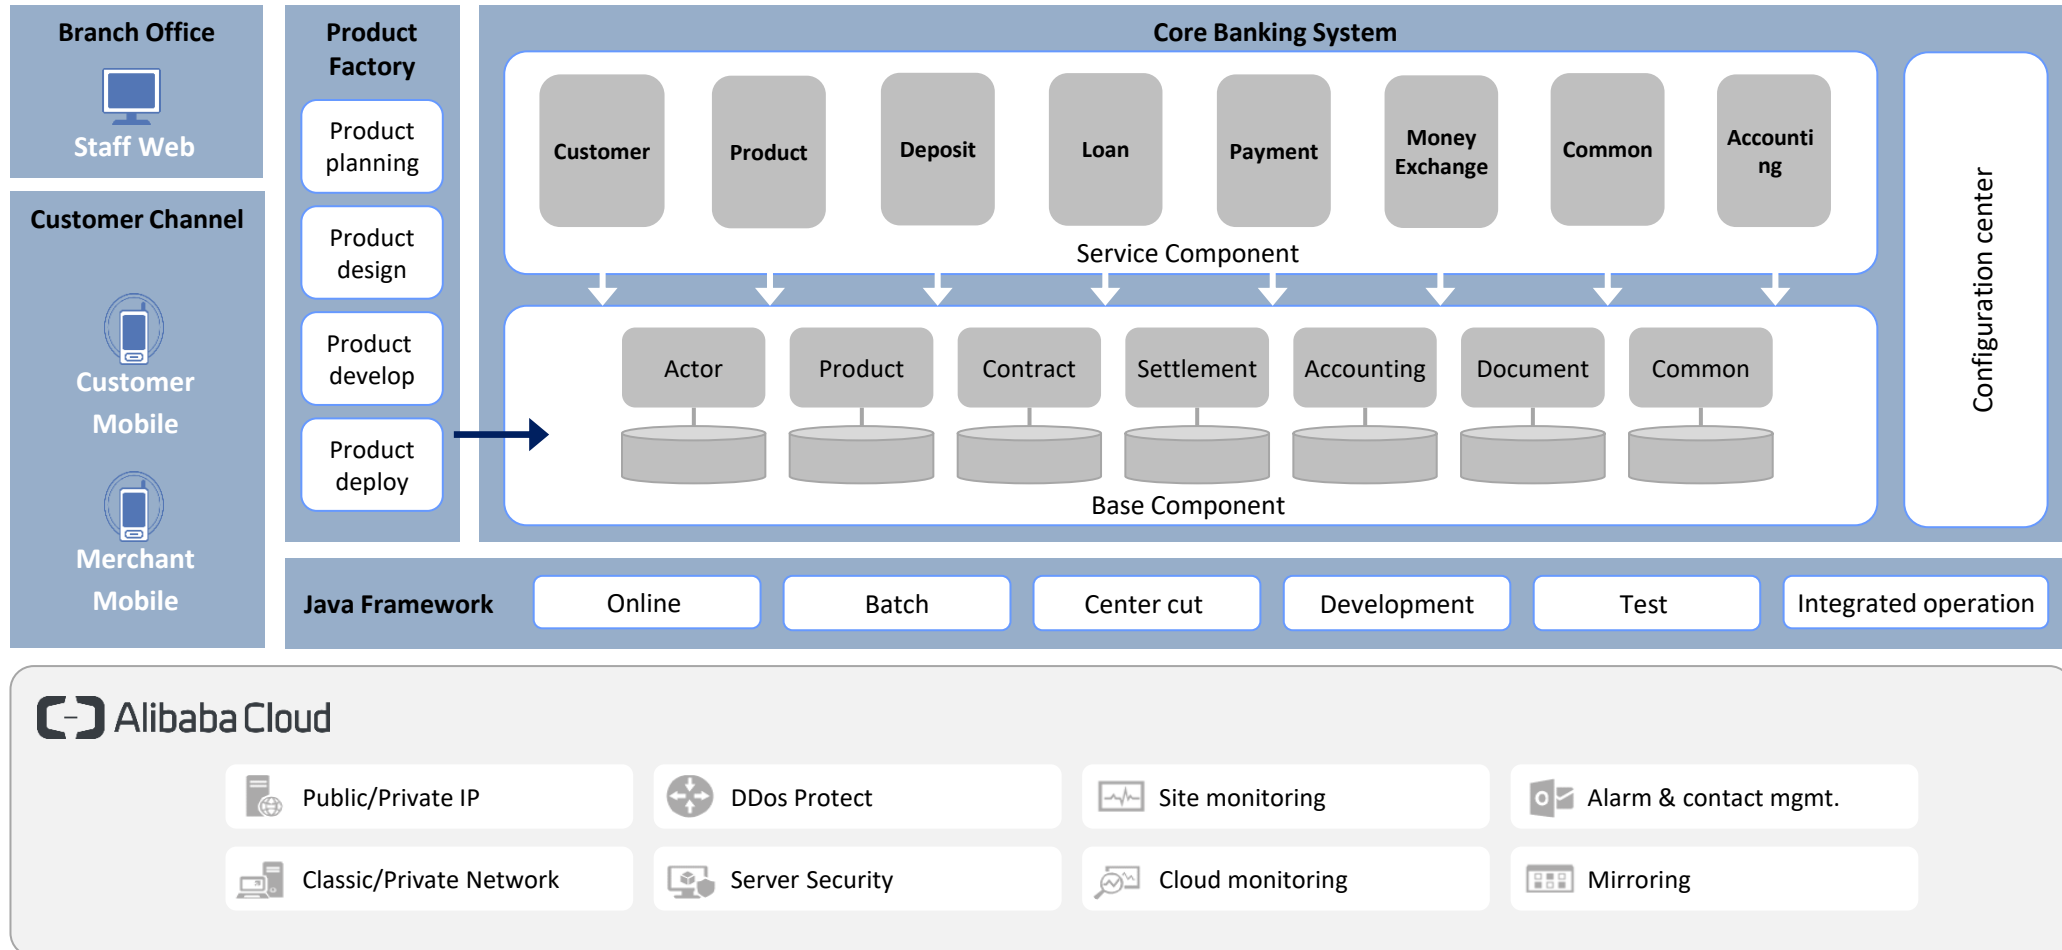 Branch Office
Staff Web
Customer Channel
Customer
Mobile
Merchant
Mobile
Product
Factory
Product
planning
Product
design
Product
develop
Product
deploy
Core Banking System
Customer
Product
Deposit
Loan
Payment
Money
Exchange
Common
Accounti
ng
Service Component
Actor
Product
Contract
Settlement
Accounting
Document
Common
Base Component
Configuration center
Java Framework
Online
Batch
Center cut
Development
Test
Integrated operation
Alibaba Cloud
Public/Private IP
DDos Protect
Site monitoring
Alarm & contact mgmt.
Classic/Private Network
Server Security
Cloud monitoring
Mirroring